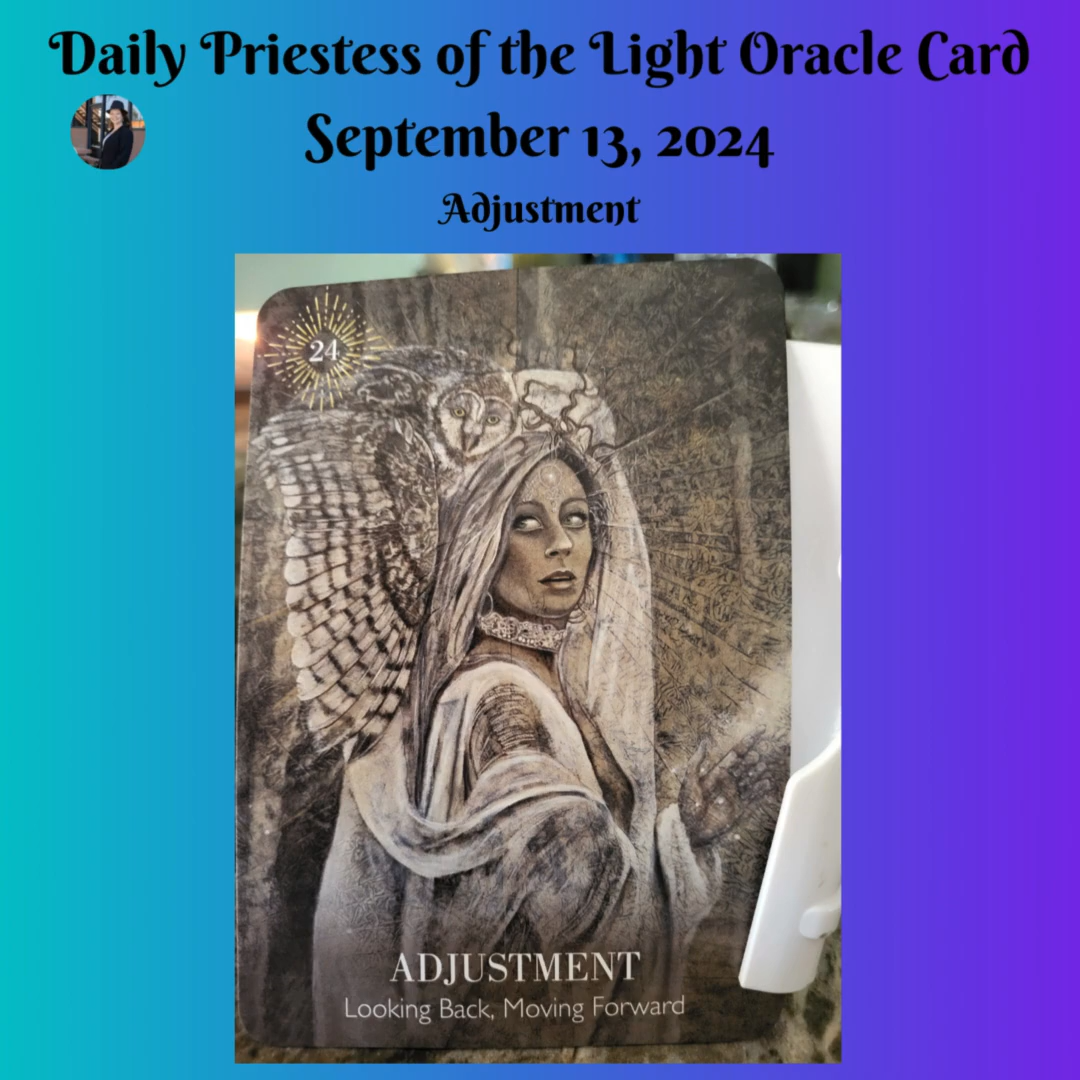 Daily Priestess of the Light Oracle Card
September 13, 2024
Adjustment
24
ADJUSTMENT
Looking Back, Moving Forward